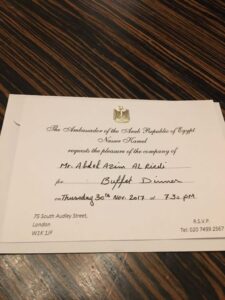 The Ambassador of the Arab Republic of Egypt
Nasser Kamel
requests the pleasure of the company of
Mr. Abdel Azim AL
for Buffet Dinner
on Thursday 30th Nov. 2017 at 7.30 pm
75 South Audley Street,
London
W1K 1JF
R.S.V.P.
Tel: 020 7499 2567